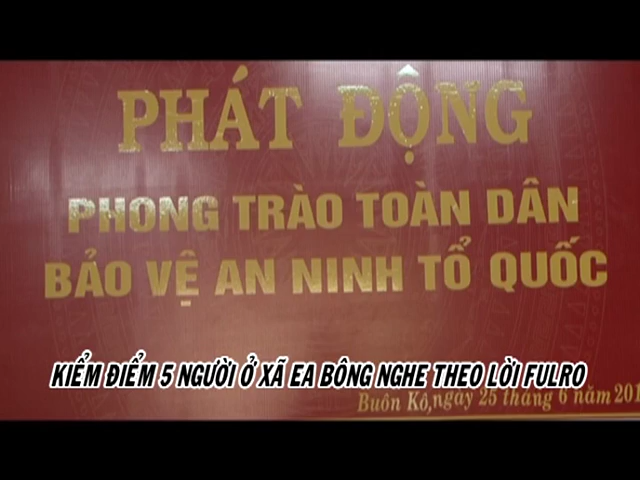 PHÁT ĐỘNG
PHONG TRÀO TOÀN DÂN
BẢO VỆ AN NINH TỔ QUỐC
KIỂM ĐIỂM 5 NGƯỜI Ở XÃ EA BÔNG NGHE THEO LỜI FULRO
Buôn Kô, ngày 25 tháng 6 năm